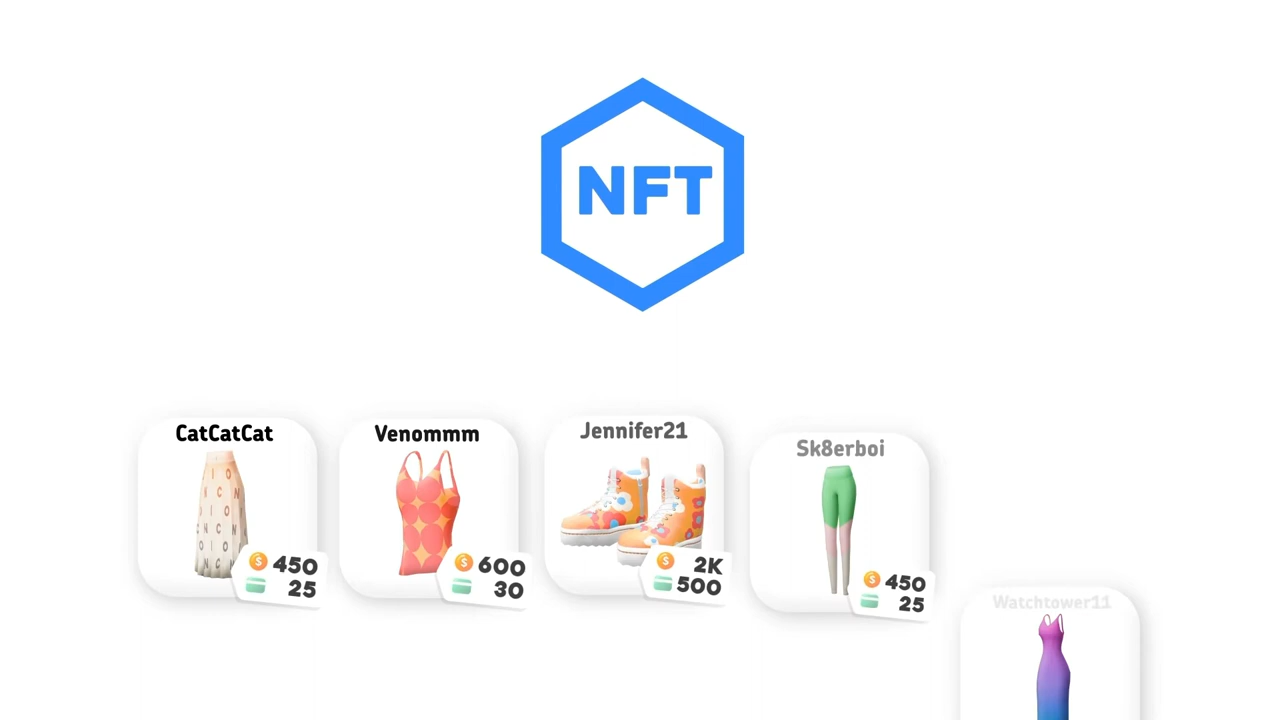 NFT
CatCatCat
Venommm
Jennifer21
Sk8erboi
450
25
600
30
2K
500
450
25
Watchtower11